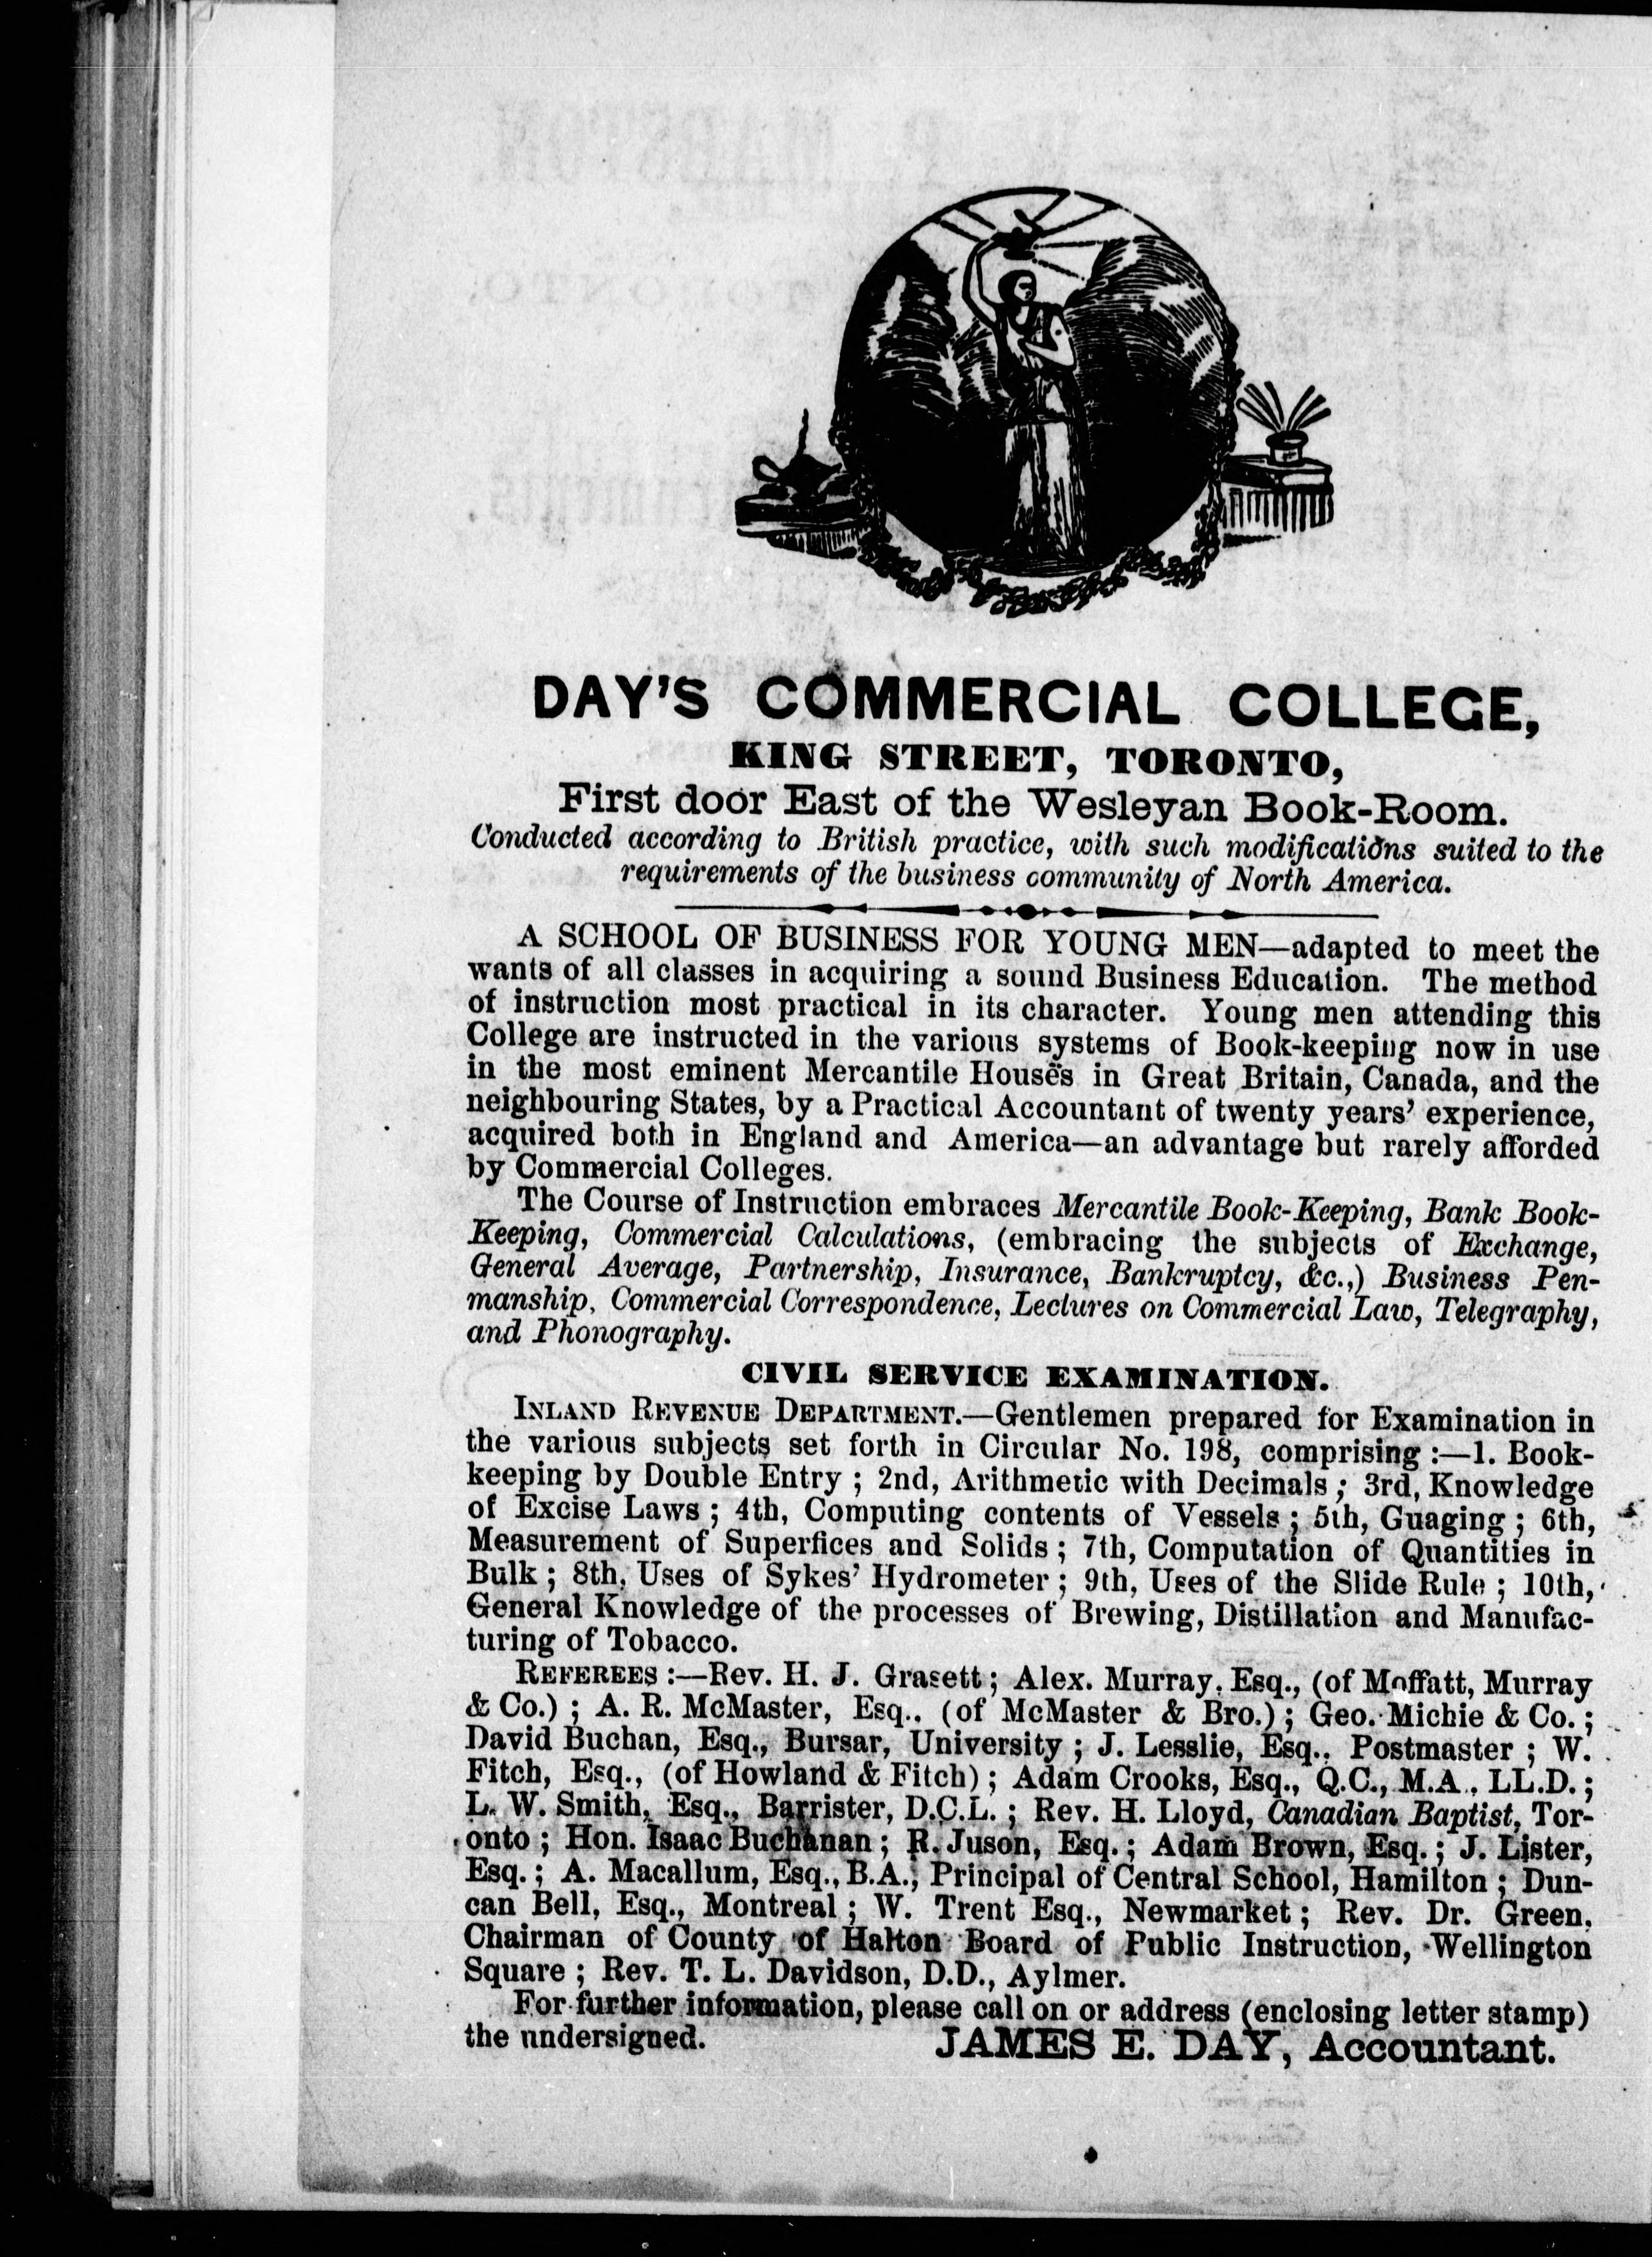 DAY'S COMMERCIAL COLLEGE,
KING STREET, TORONTO,
First door East of the Wesleyan Book-Room.
Conducted according to British practice, with such modifications suited to the
requirements of the business community of North America.
A SCHOOL OF BUSINESS FOR YOUNG MEN—adapted to meet the
wants of all classes in acquiring a sound Business Education. The method
of instruction most practical in its character. Young men attending this
College are instructed in the various systems of Book-keeping now in use
in the most eminent Mercantile Houses in Great Britain, Canada, and the
neighbouring States, by a Practical Accountant of twenty years' experience,
acquired both in England and America—an advantage but rarely afforded
by Commercial Colleges.
The Course of Instruction embraces Mercantile Book-Keeping, Bank Book-
Keeping, Commercial Calculations, (embracing the subjects of Exchange,
General Average, Partnership, Insurance, Bankruptcy, &c.,) Business Pen-
manship, Commercial Correspondence, Lectures on Commercial Law, Telegraphy,
and Phonography.
CIVIL SERVICE EXAMINATION.
INLAND REVENUE DEPARTMENT.—Gentlemen prepared for Examination in
the various subjects set forth in Circular No. 198, comprising :—1. Book-
keeping by Double Entry ; 2nd, Arithmetic with Decimals ; 3rd, Knowledge
of Excise Laws ; 4th, Computing contents of Vessels ; 5th, Guaging ; 6th,
Measurement of Superfices and Solids ; 7th, Computation of Quantities in
Bulk ; 8th, Uses of Sykes' Hydrometer ; 9th, Uses of the Slide Rule ; 10th,
General Knowledge of the processes of Brewing, Distillation and Manufac-
turing of Tobacco.
REFEREES :—Rev. H. J. Grasett ; Alex. Murray, Esq., (of Moffatt, Murray
& Co.) ; A. R. McMaster, Esq., (of McMaster & Bro.) ; Geo. Michie & Co. ;
David Buchan, Esq., Bursar, University ; J. Lesslie, Esq., Postmaster ; W.
Fitch, Esq., (of Howland & Fitch) ; Adam Crooks, Esq., Q.C., M.A., LL.D. ;
L. W. Smith, Esq., Barrister, D.C.L. ; Rev. H. Lloyd, Canadian Baptist, Tor-
onto ; Hon. Isaac Buchanan ; R. Juson, Esq. ; Adam Brown, Esq. ; J. Lister,
Esq. ; A. Macallum, Esq., B.A., Principal of Central School, Hamilton ; Dun-
can Bell, Esq., Montreal ; W. Trent Esq., Newmarket ; Rev. Dr. Green,
Chairman of County of Halton Board of Public Instruction, Wellington
Square ; Rev. T. L. Davidson, D.D., Aylmer.
For further information, please call on or address (enclosing letter stamp)
the undersigned. JAMES E. DAY, Accountant.